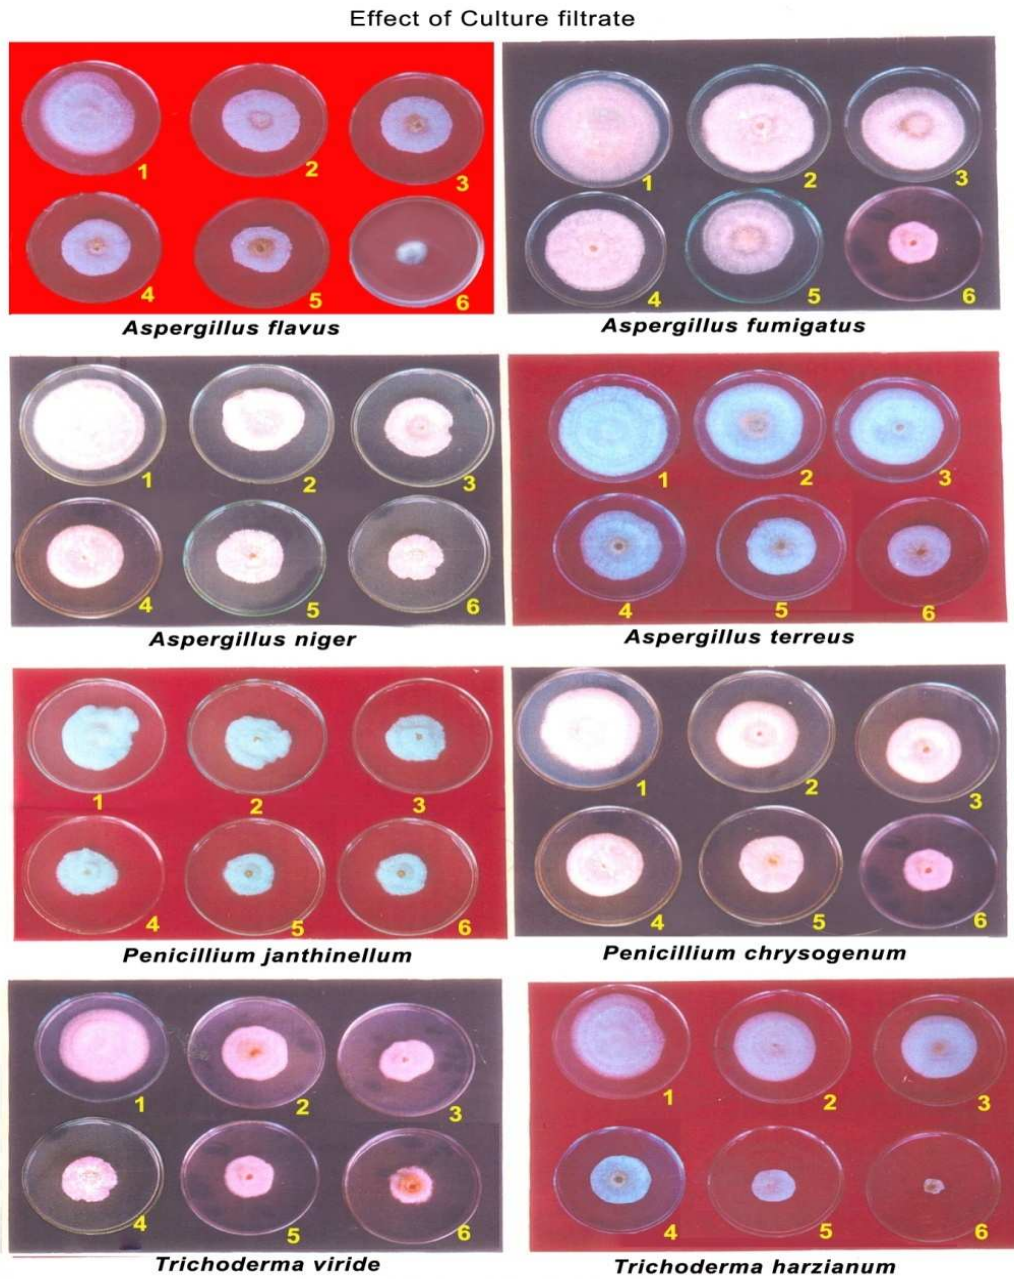 Effect of Culture filtrate
1 2 3
4 5 6
Aspergillus flavus
1 2 3
4 5 6
Aspergillus fumigatus
1 2 3
4 5 6
Aspergillus niger
1 2 3
4 5 6
Aspergillus terreus
1 2 3
4 5 6
Penicillium janthinellum
1 2 3
4 5 6
Penicillium chrysogenum
1 2 3
4 5 6
Trichoderma viride
1 2 3
4 5 6
Trichoderma harzianum